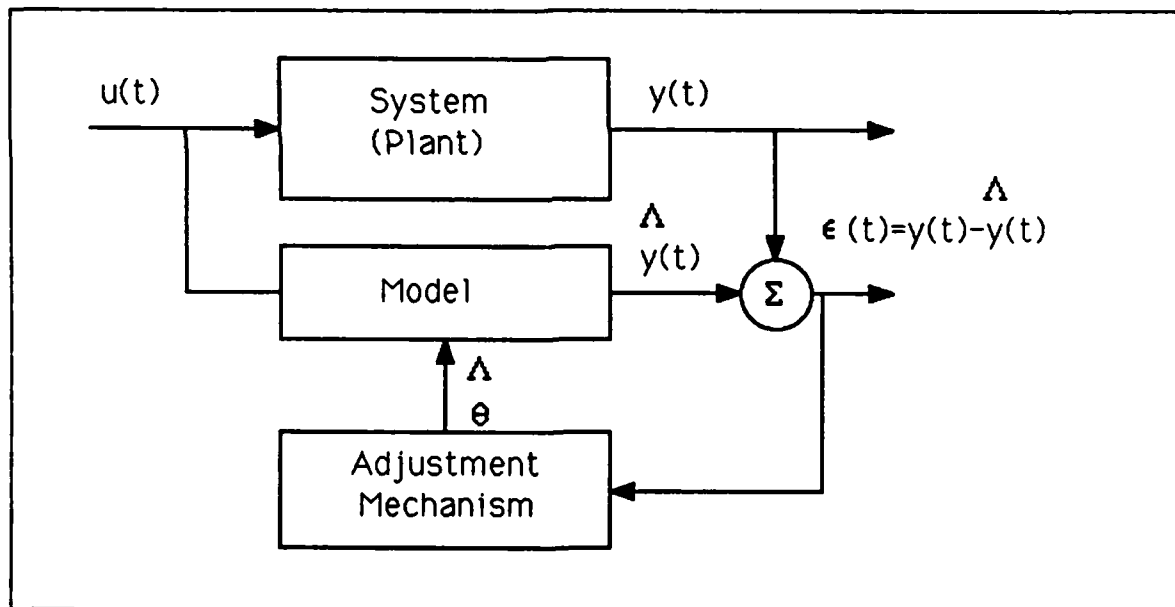 u(t)
System
(Plant)
y(t)
Λ
y(t)
Λ
ϵ (t)=y(t)-y(t)
Model
Σ
Λ
θ
Adjustment
Mechanism